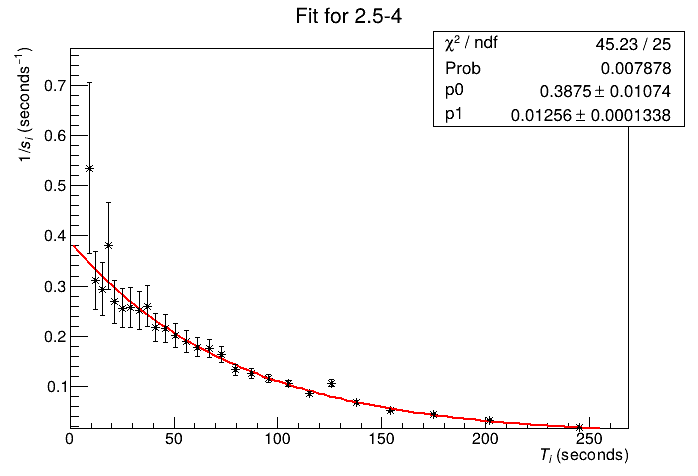 Fit for 2.5-4
χ² / ndf 45.23 / 25
Prob 0.007878
p0 0.3875 ± 0.01074
p1 0.01256 ± 0.0001338
1/sᵢ (seconds⁻¹)
0.7
0.6
0.5
0.4
0.3
0.2
0.1
0 50 100 150 200 250
Tᵢ (seconds)